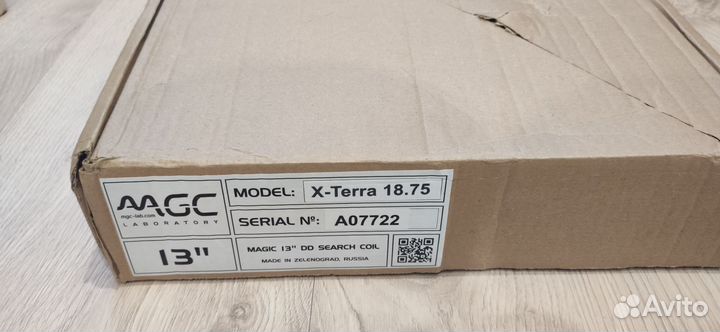 MGC
mgc-lab.com
LABORATORY
13"
MODEL: X-Terra 18.75
SERIAL №: A07722
MAGIC 13" DD SEARCH COIL
MADE IN ZELENOGRAD, RUSSIA
Avito